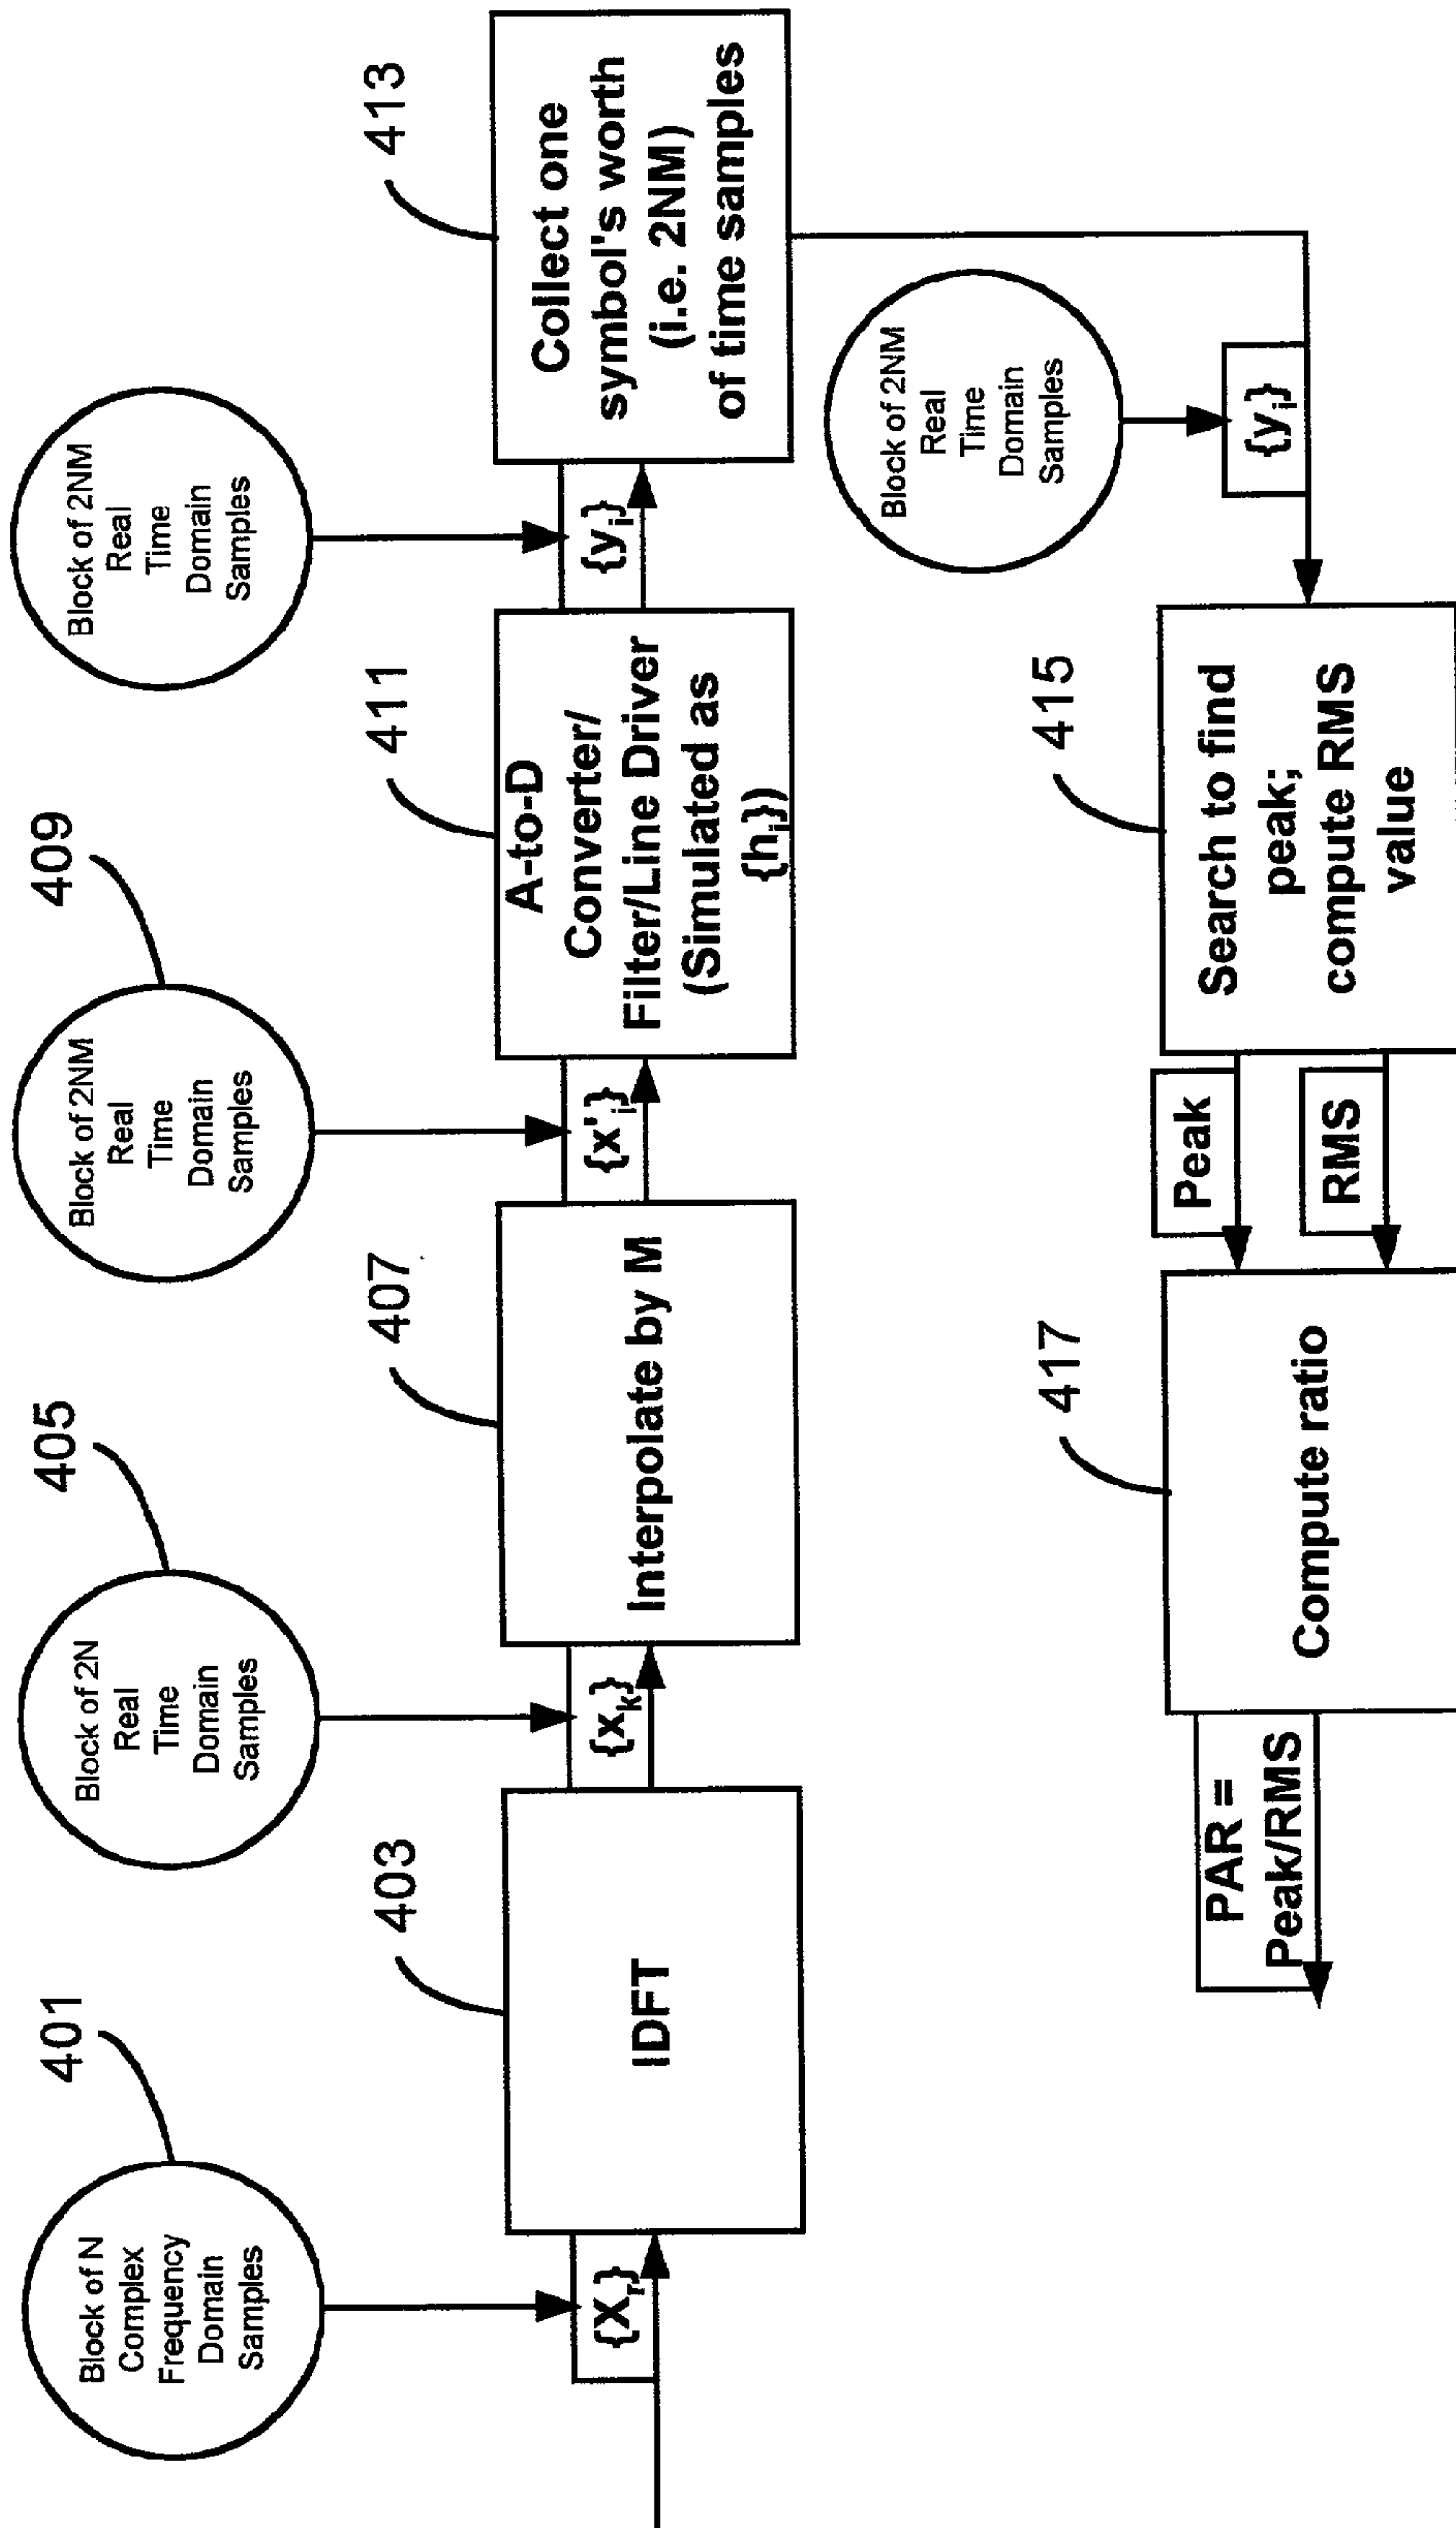 401
Block of N
Complex
Frequency
Domain
Samples
{X_r}
403
IDFT
405
Block of 2N
Real
Time
Domain
Samples
{x_k}
407
Interpolate by M
409
Block of 2NM
Real
Time
Domain
Samples
{x'_i}
411
A-to-D
Converter/
Filter/Line Driver
(Simulated as
{h_i})
Block of 2NM
Real
Time
Domain
Samples
{y_i}
413
Collect one
symbol's worth
(i.e. 2NM)
of time samples
Block of 2NM
Real
Time
Domain
Samples
{y_i}
415
Search to find
peak;
compute RMS
value
Peak
RMS
417
Compute ratio
PAR =
Peak/RMS